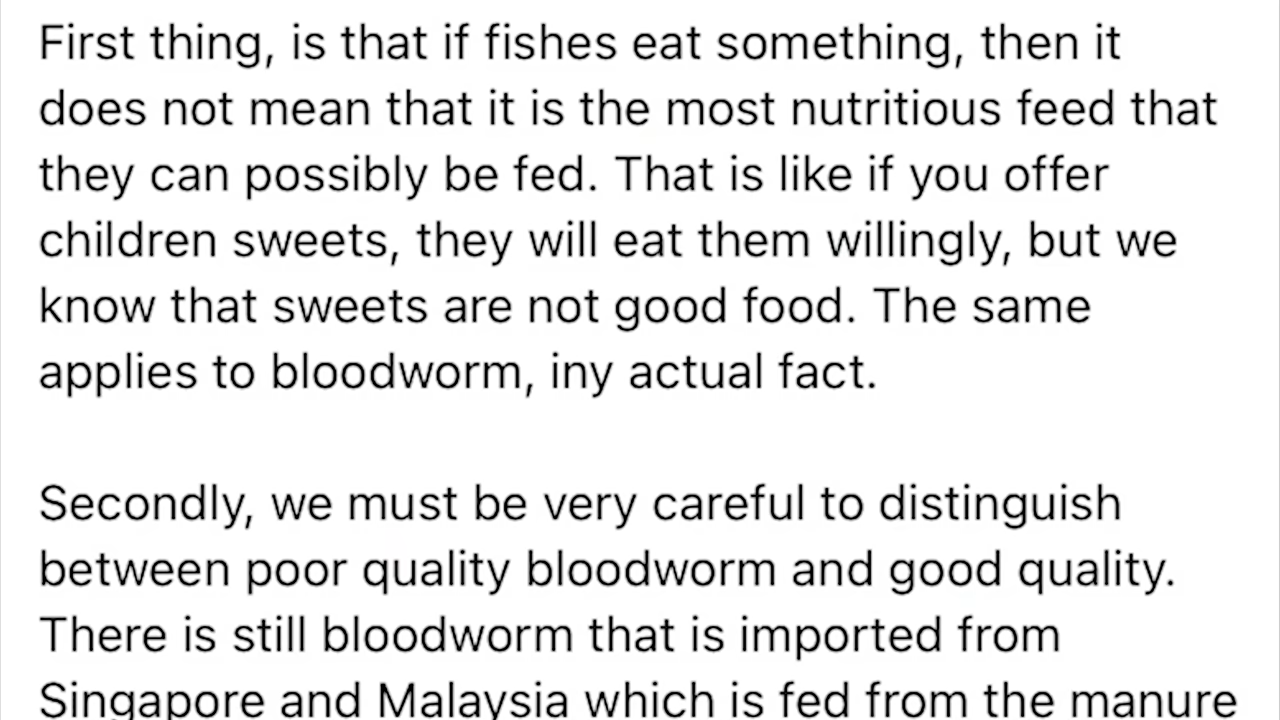 First thing, is that if fishes eat something, then it
does not mean that it is the most nutritious feed that
they can possibly be fed. That is like if you offer
children sweets, they will eat them willingly, but we
know that sweets are not good food. The same
applies to bloodworm, iny actual fact.
Secondly, we must be very careful to distinguish
between poor quality bloodworm and good quality.
There is still bloodworm that is imported from
Singapore and Malaysia which is fed from the manure